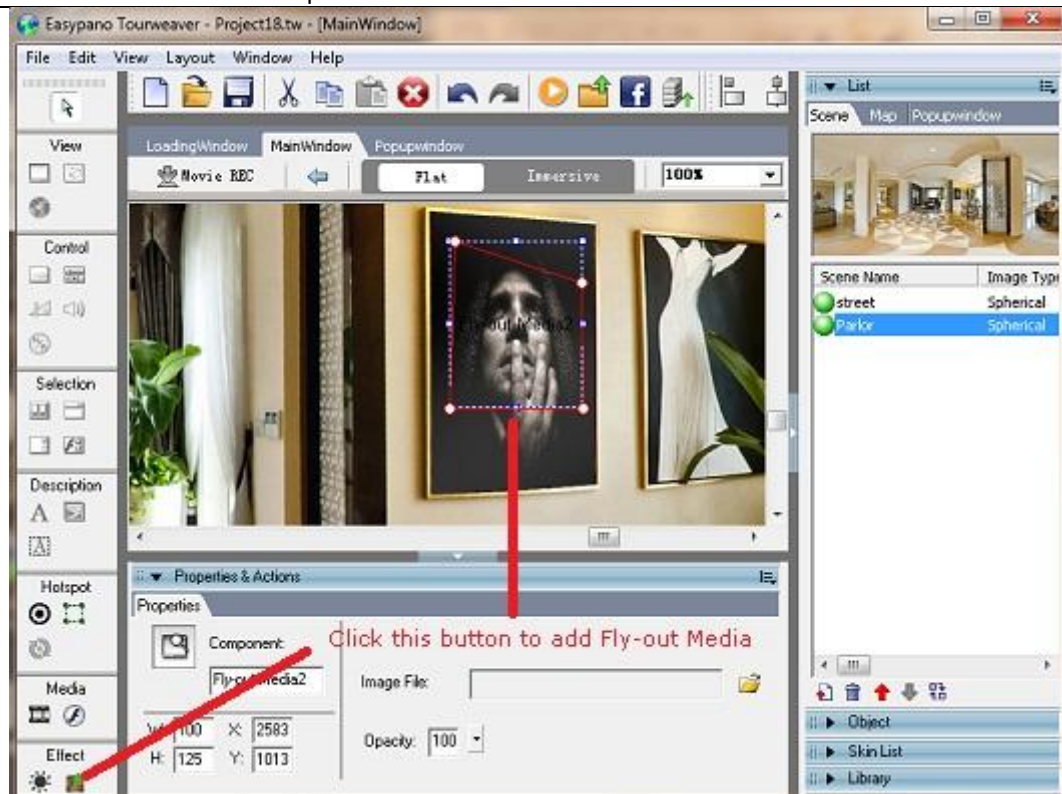 Easypano Tourweaver - Project18.tw - [MainWindow]
File Edit View Layout Window Help
View
Control
Selection
Description
Hotspot
Media
Effect
LoadingWindow MainWindow Popupwindow
Movie REC Flat Immersive 100%
Fly-out Media2
Properties & Actions
Properties
Click this button to add Fly-out Media
Component:
Fly-out Media2
Image File:
W: 100 X: 2583
H: 125 Y: 1013
Opacity: 100
List
Scene Map Popupwindow
Scene Name Image Type
street Spherical
Parlor Spherical
Object
Skin List
Library